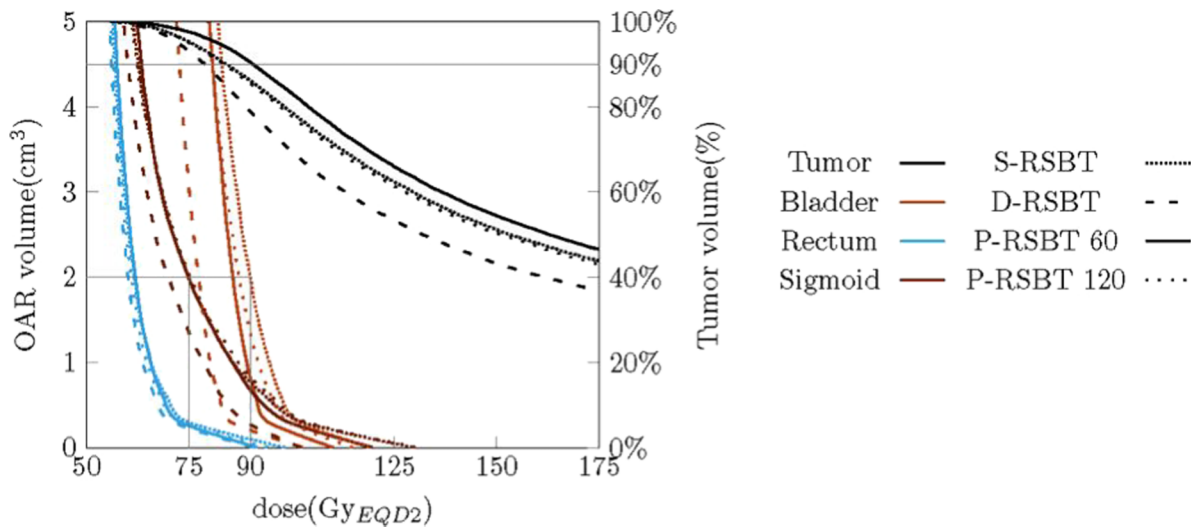 5
4
3
2
1
0
OAR volume(cm³)
100%
90%
80%
60%
40%
20%
0%
Tumor volume(%)
50 75 90 125 150 175
dose(Gy_EQD2)
Tumor S-RSBT
Bladder D-RSBT
Rectum P-RSBT 60
Sigmoid P-RSBT 120